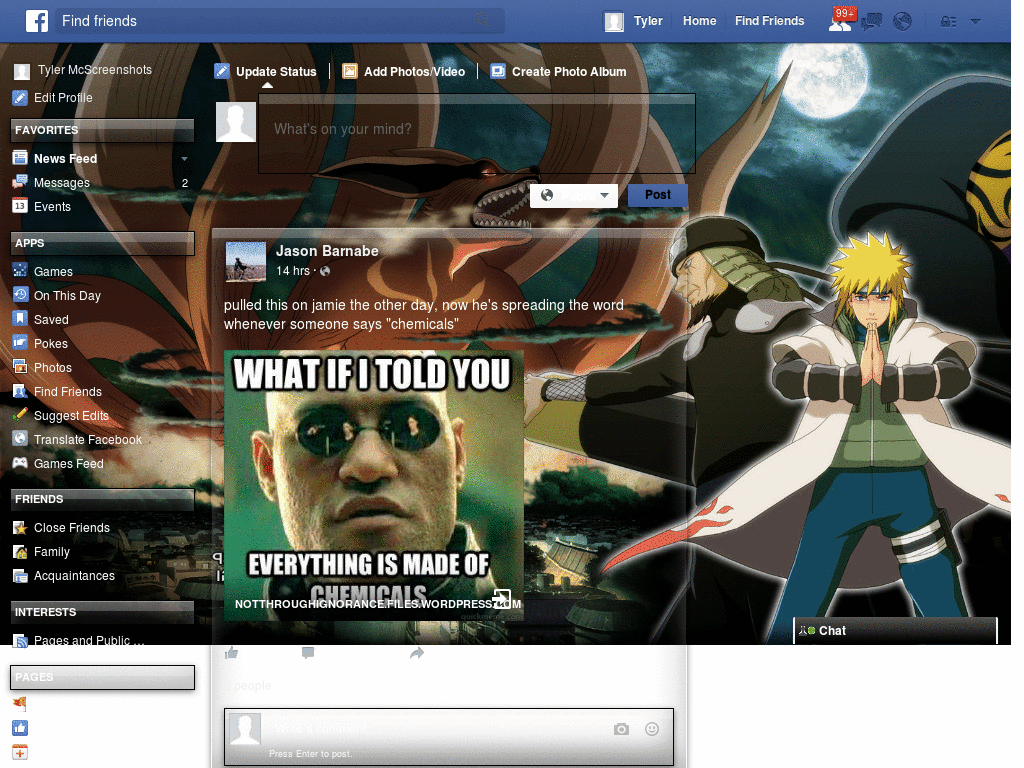 Find friends
Tyler
Home
Find Friends
99+
Tyler McScreenshots
Edit Profile
FAVORITES
News Feed
Messages
2
13
Events
APPS
Games
On This Day
Saved
Pokes
Photos
Find Friends
Suggest Edits
Translate Facebook
Games Feed
FRIENDS
Close Friends
Family
Acquaintances
INTERESTS
Pages and Public ...
PAGES
Update Status
Add Photos/Video
Create Photo Album
What's on your mind?
Post
Jason Barnabe
14 hrs ·
pulled this on jamie the other day, now he's spreading the word
whenever someone says "chemicals"
WHAT IF I TOLD YOU
EVERYTHING IS MADE OF
CHEMICALS
NOTTHROUGHIGNORANCE.FILES.WORDPRESS.COM
people
Press Enter to post.
Chat